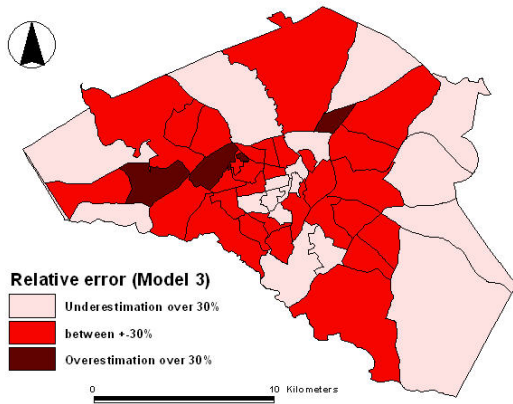 Relative error (Model 3)
Underestimation over 30%
between +-30%
Overestimation over 30%
0 10 Kilometers